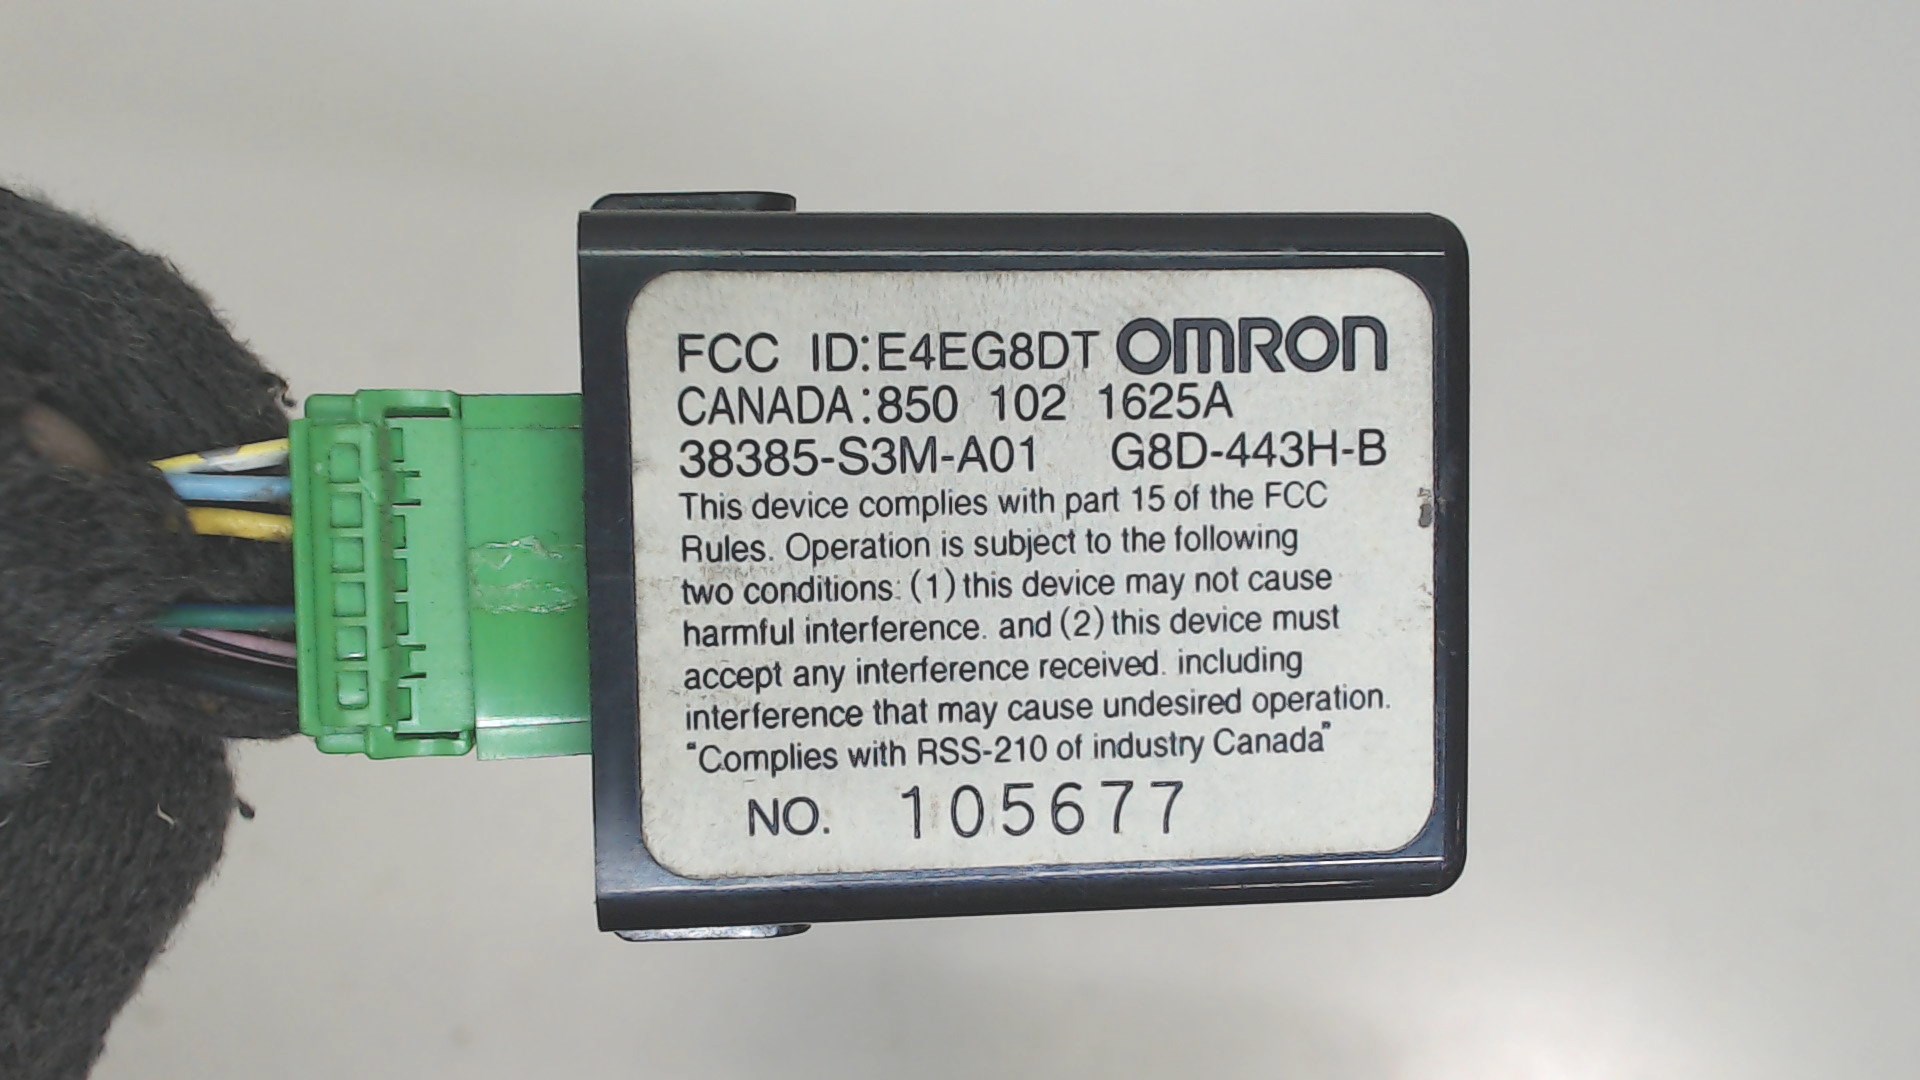 FCC ID:E4EG8DT OMRON
CANADA:850 102 1625A
38385-S3M-A01 G8D-443H-B
This device complies with part 15 of the FCC
Rules. Operation is subject to the following
two conditions: (1) this device may not cause
harmful interference. and (2) this device must
accept any interference received. including
interference that may cause undesired operation.
"Complies with RSS-210 of industry Canada"
NO. 105677